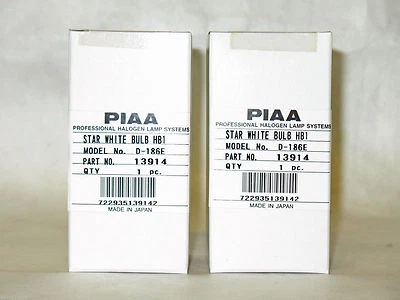 PIAA
PROFESSIONAL HALOGEN LAMP SYSTEMS
STAR WHITE BULB HB1
MODEL No. D-186E
PART NO. 13914
QTY 1 pc.
722935139142
MADE IN JAPAN
PIAA
PROFESSIONAL HALOGEN LAMP SYSTEMS
STAR WHITE BULB HB1
MODEL No. D-186E
PART NO. 13914
QTY 1 pc.
722935139142
MADE IN JAPAN